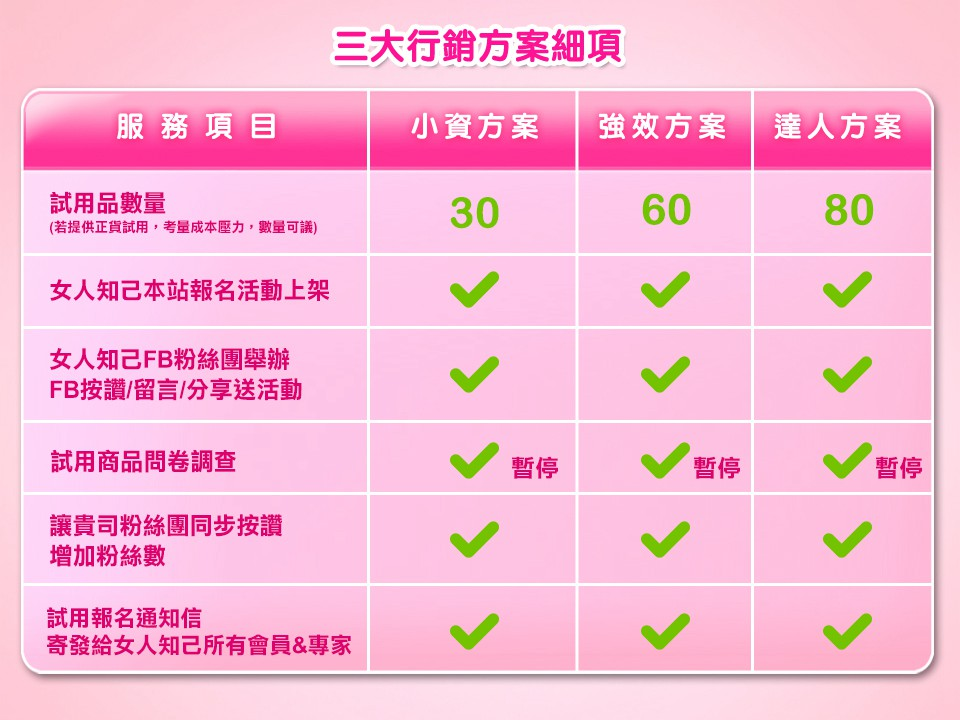 三大行銷方案細項
服務項目 小資方案 強效方案 達人方案
試用品數量
(若提供正貨試用，考量成本壓力，數量可議)
30 60 80
女人知己本站報名活動上架
女人知己FB粉絲團舉辦
FB按讚/留言/分享送活動
試用商品問卷調查 暫停 暫停 暫停
讓貴司粉絲團同步按讚
增加粉絲數
試用報名通知信
寄發給女人知己所有會員&專家